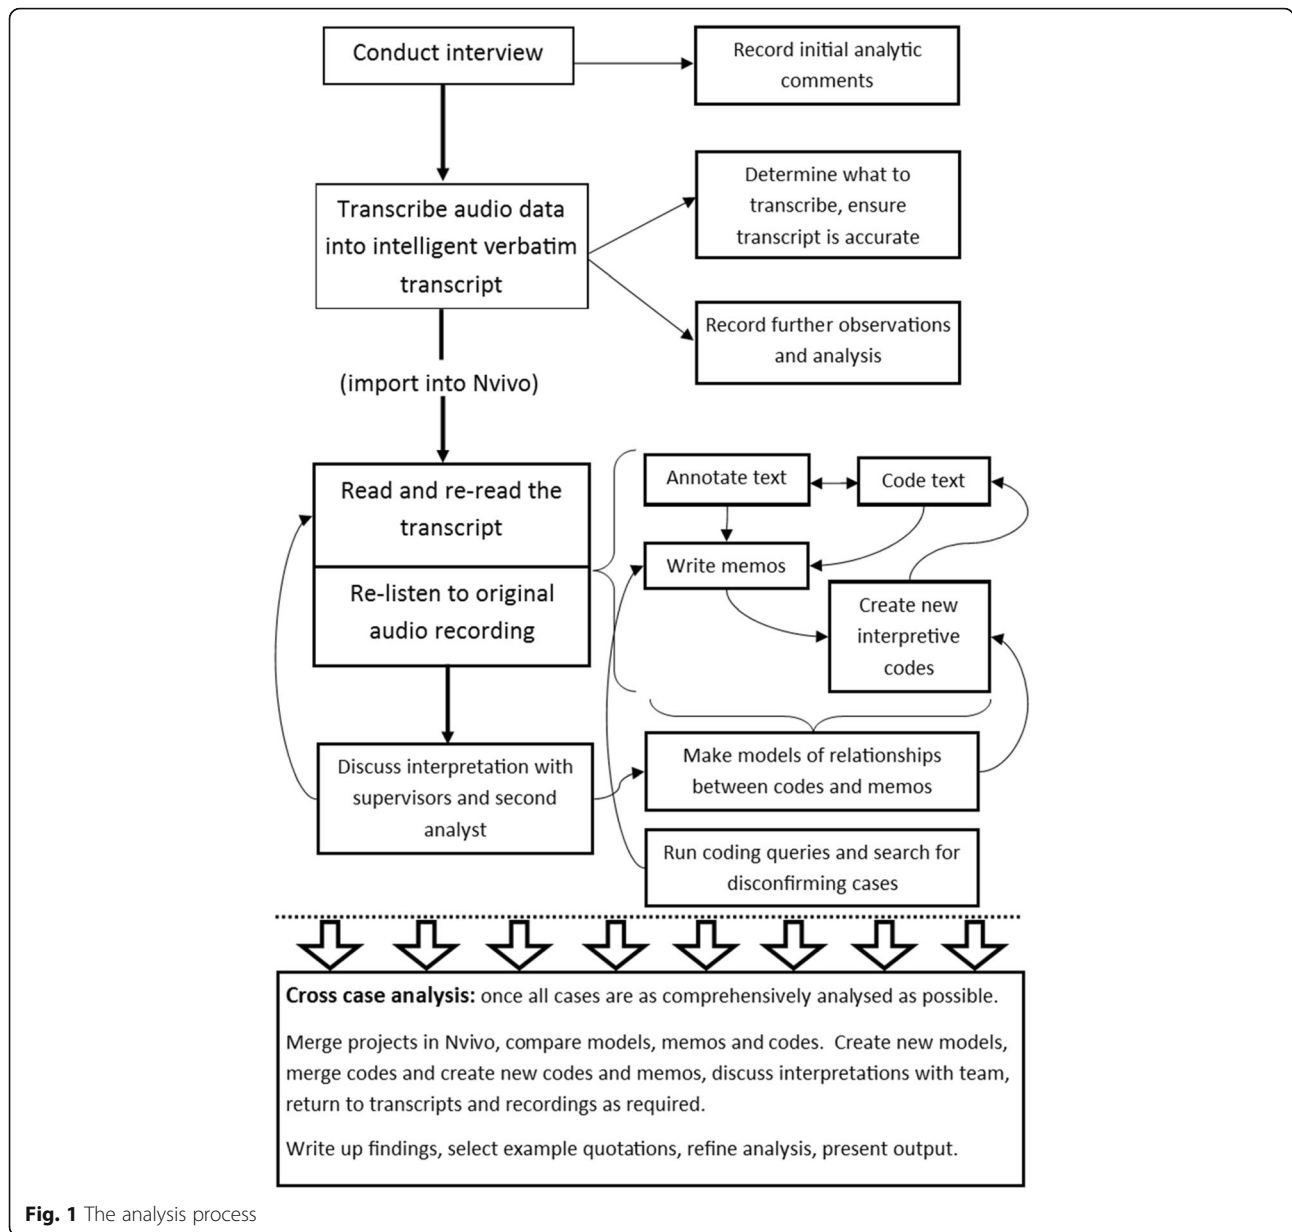 Conduct interview
Record initial analytic
comments
Transcribe audio data
into intelligent verbatim
transcript
Determine what to
transcribe, ensure
transcript is accurate
Record further observations
and analysis
(import into Nvivo)
Read and re-read the
transcript
Re-listen to original
audio recording
Annotate text
Code text
Write memos
Create new
interpretive
codes
Discuss interpretation with
supervisors and second
analyst
Make models of relationships
between codes and memos
Run coding queries and search for
disconfirming cases
Cross case analysis: once all cases are as comprehensively analysed as possible.
Merge projects in Nvivo, compare models, memos and codes. Create new models,
merge codes and create new codes and memos, discuss interpretations with team,
return to transcripts and recordings as required.
Write up findings, select example quotations, refine analysis, present output.
Fig. 1 The analysis process